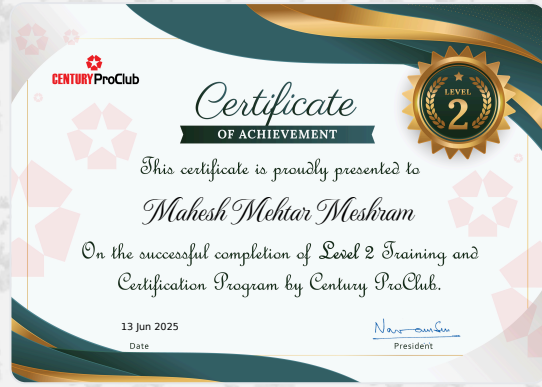 CENTURY ProClub
Certificate
OF ACHIEVEMENT
LEVEL
2
This certificate is proudly presented to
Mahesh Mehtar Meshram
On the successful completion of Level 2 Training and
Certification Program by Century ProClub.
13 Jun 2025
Date
President